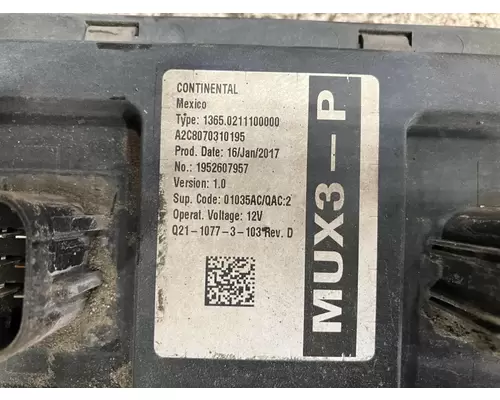 CONTINENTAL
Mexico
Type: 1365.0211100000
A2C8070310195
Prod. Date: 16/Jan/2017
No.: 1952607957
Version: 1.0
Sup. Code: 01035AC/QAC:2
Operat. Voltage: 12V
Q21-1077-3-103 Rev. D
MUX3-P